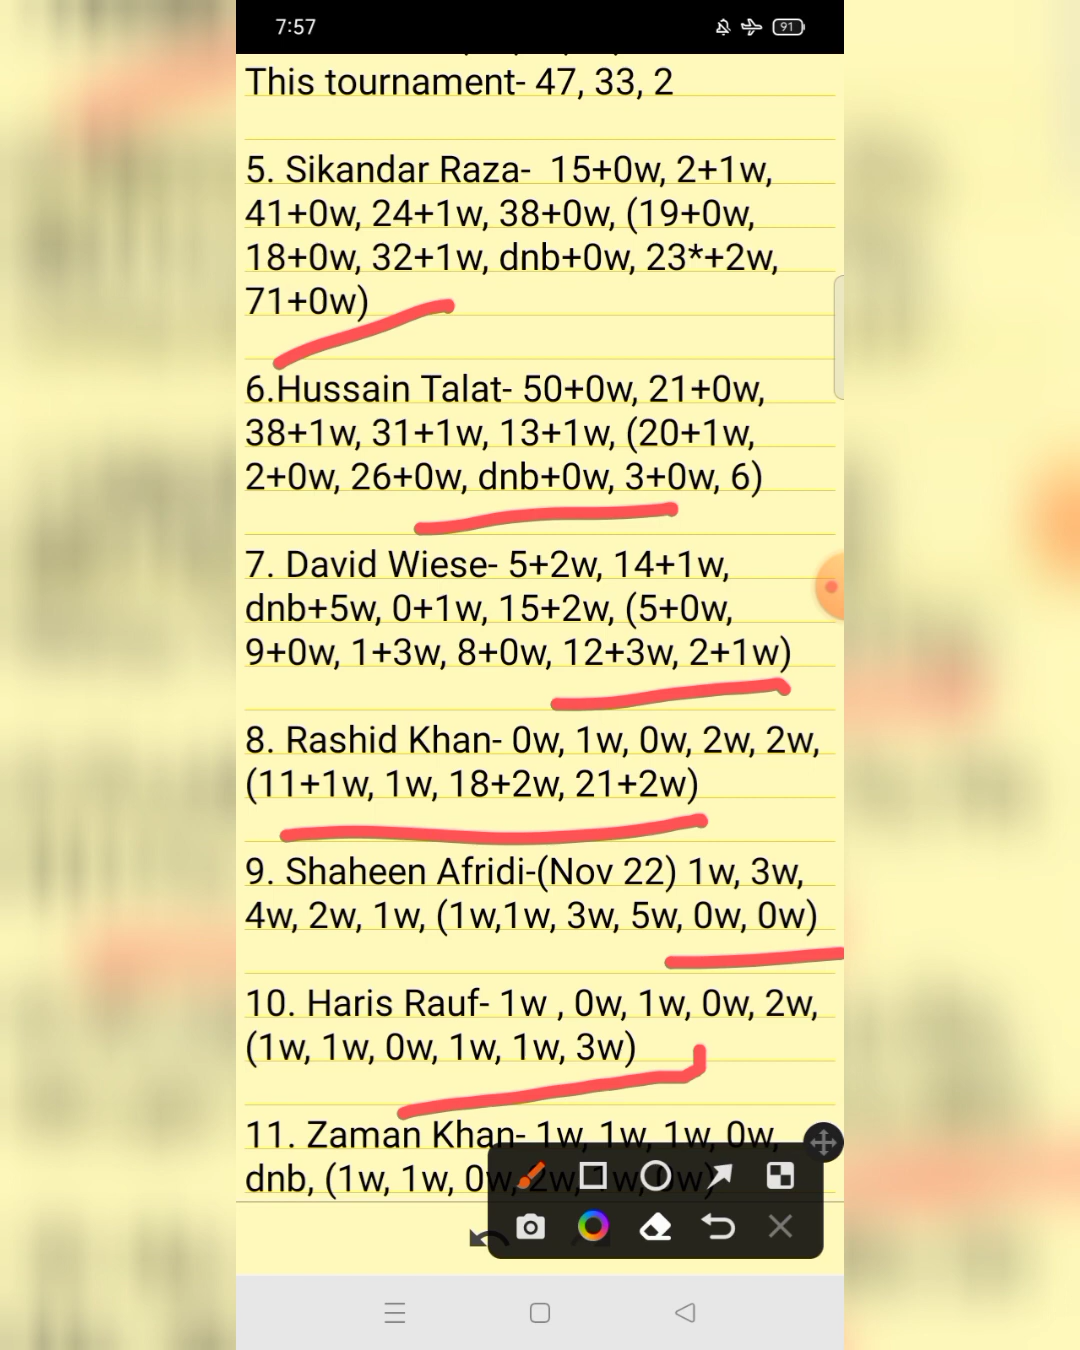 7:57
91
This tournament- 47, 33, 2
5. Sikandar Raza- 15+0w, 2+1w,
41+0w, 24+1w, 38+0w, (19+0w,
18+0w, 32+1w, dnb+0w, 23*+2w,
71+0w)
6.Hussain Talat- 50+0w, 21+0w,
38+1w, 31+1w, 13+1w, (20+1w,
2+0w, 26+0w, dnb+0w, 3+0w, 6)
7. David Wiese- 5+2w, 14+1w,
dnb+5w, 0+1w, 15+2w, (5+0w,
9+0w, 1+3w, 8+0w, 12+3w, 2+1w)
8. Rashid Khan- 0w, 1w, 0w, 2w, 2w,
(11+1w, 1w, 18+2w, 21+2w)
9. Shaheen Afridi-(Nov 22) 1w, 3w,
4w, 2w, 1w, (1w,1w, 3w, 5w, 0w, 0w)
10. Haris Rauf- 1w , 0w, 1w, 0w, 2w,
(1w, 1w, 0w, 1w, 1w, 3w)
11. Zaman Khan- 1w, 1w, 1w, 0w,
dnb, (1w, 1w, 0w, 2w, 1w, 0w)